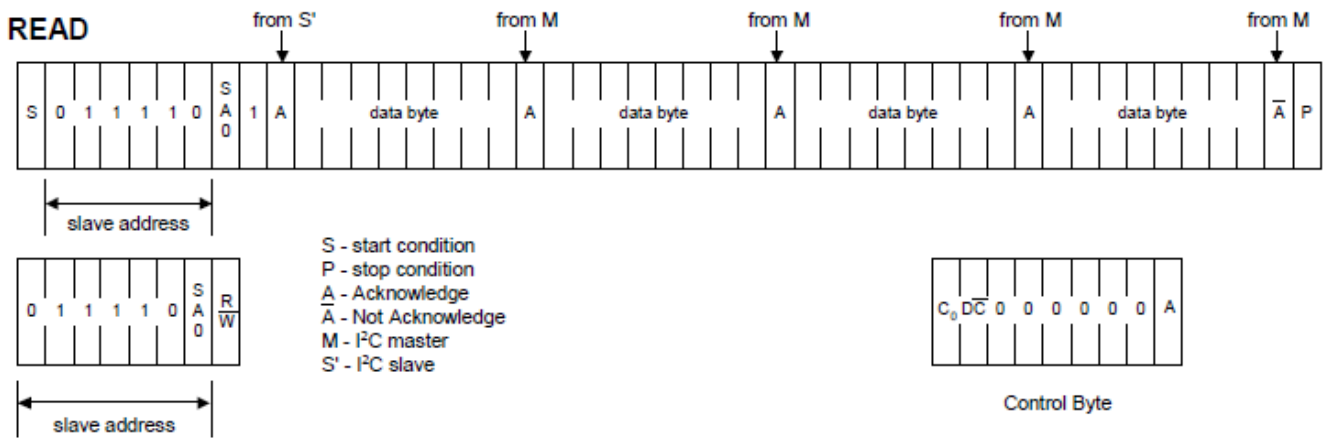 READ
from S' from M from M from M from M
S 0 1 1 1 1 0 SA0 1 A data byte A data byte A data byte A data byte A̅ P
slave address
0 1 1 1 1 0 SA0 R/W̅
slave address
S - start condition
P - stop condition
A - Acknowledge
A̅ - Not Acknowledge
M - I²C master
S' - I²C slave
C₀ DC̅ 0 0 0 0 0 0 A
Control Byte